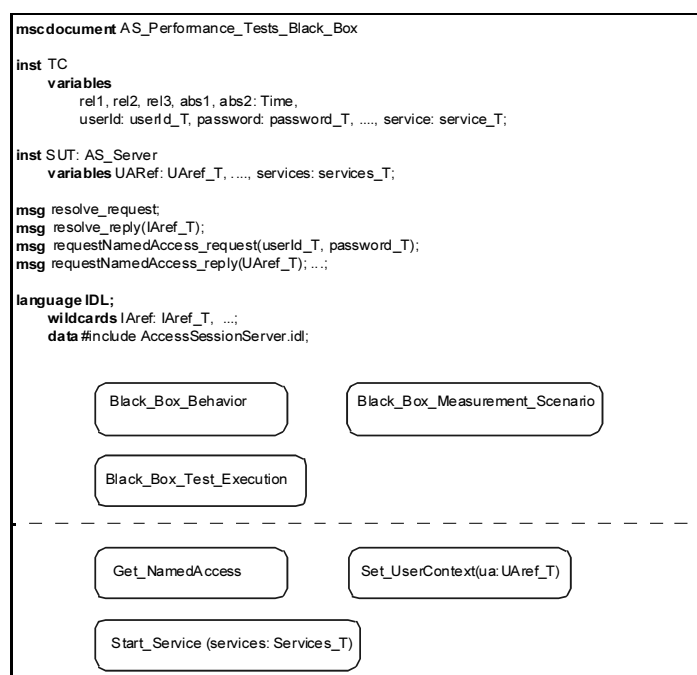 mscdocument AS_Performance_Tests_Black_Box
inst TC
variables
rel1, rel2, rel3, abs1, abs2: Time,
userId: userId_T, password: password_T, ...., service: service_T;
inst SUT: AS_Server
variables UARef: UAref_T, ...., services: services_T;
msg resolve_request;
msg resolve_reply(IAref_T);
msg requestNamedAccess_request(userId_T, password_T);
msg requestNamedAccess_reply(UAref_T); ...;
language IDL;
wildcards IAref: IAref_T, ...;
data #include AccessSessionServer.idl;
Black_Box_Behavior
Black_Box_Measurement_Scenario
Black_Box_Test_Execution
Get_NamedAccess
Set_UserContext(ua:UAref_T)
Start_Service (services: Services_T)